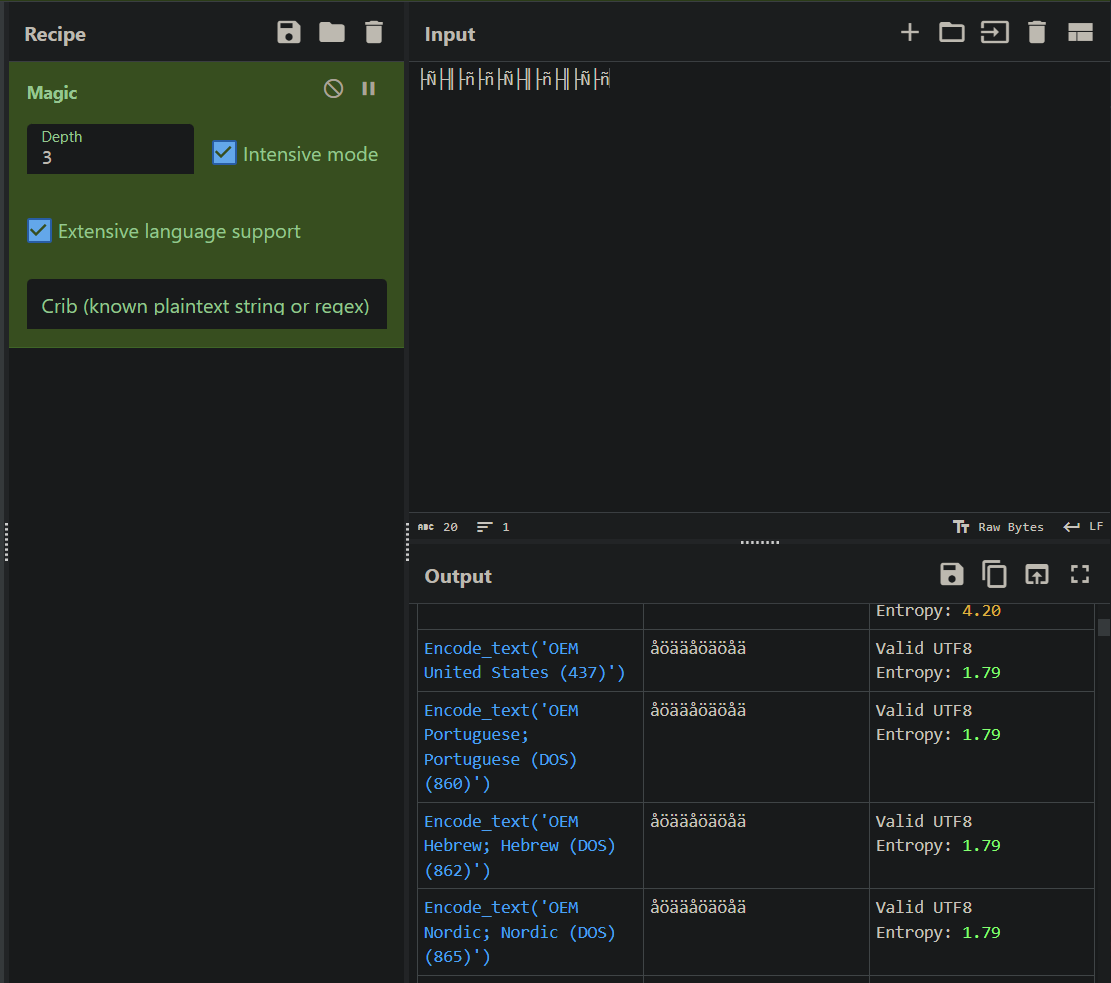 Recipe
Magic
Depth
3
Intensive mode
Extensive language support
Crib (known plaintext string or regex)
Input
├Ñ├╢├ñ├ñ├Ñ├╢├ñ├╢├Ñ├ñ
ABC 20 1 Tт Raw Bytes LF
Output
Entropy: 4.20
Encode_text('OEM
United States (437)')
åöääåöäöåä
Valid UTF8
Entropy: 1.79
Encode_text('OEM
Portuguese;
Portuguese (DOS)
(860)')
åöääåöäöåä
Valid UTF8
Entropy: 1.79
Encode_text('OEM
Hebrew; Hebrew (DOS)
(862)')
åöääåöäöåä
Valid UTF8
Entropy: 1.79
Encode_text('OEM
Nordic; Nordic (DOS)
(865)')
åöääåöäöåä
Valid UTF8
Entropy: 1.79